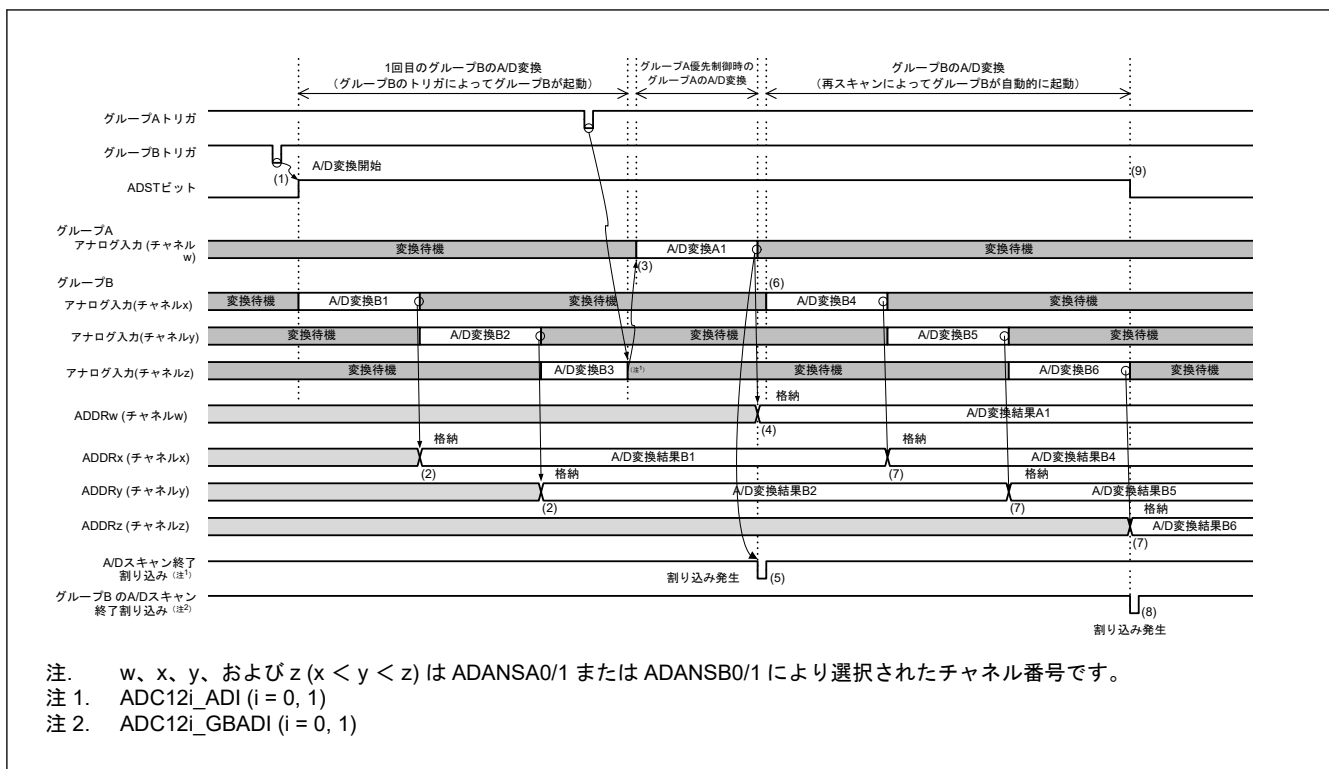 1回目のグループBのA/D変換
(グループBのトリガによってグループBが起動)
グループA優先制御時の
グループAのA/D変換
グループBのA/D変換
(再スキャンによってグループBが自動的に起動)
グループAトリガ
グループBトリガ
(1)
A/D変換開始
ADSTビット
(9)
グループA
アナログ入力 (チャネル
w)
変換待機
A/D変換A1
変換待機
(3)
グループB
(6)
アナログ入力(チャネルx)
変換待機
A/D変換B1
変換待機
A/D変換B4
変換待機
アナログ入力(チャネルy)
変換待機
A/D変換B2
変換待機
A/D変換B5
変換待機
アナログ入力(チャネルz)
変換待機
A/D変換B3
(注1)
変換待機
A/D変換B6
変換待機
格納
ADDRw (チャネルw)
A/D変換結果A1
(4)
格納
格納
ADDRx (チャネルx)
A/D変換結果B1
A/D変換結果B4
(2)
(7)
格納
格納
ADDRy (チャネルy)
A/D変換結果B2
A/D変換結果B5
(2)
(7)
格納
ADDRz (チャネルz)
A/D変換結果B6
(7)
A/Dスキャン終了
割り込み (注1)
割り込み発生
(5)
グループB のA/Dスキャン
終了割り込み (注2)
(8)
割り込み発生
注. w、x、y、および z (x < y < z) は ADANSA0/1 または ADANSB0/1 により選択されたチャネル番号です。
注 1. ADC12i_ADI (i = 0, 1)
注 2. ADC12i_GBADI (i = 0, 1)